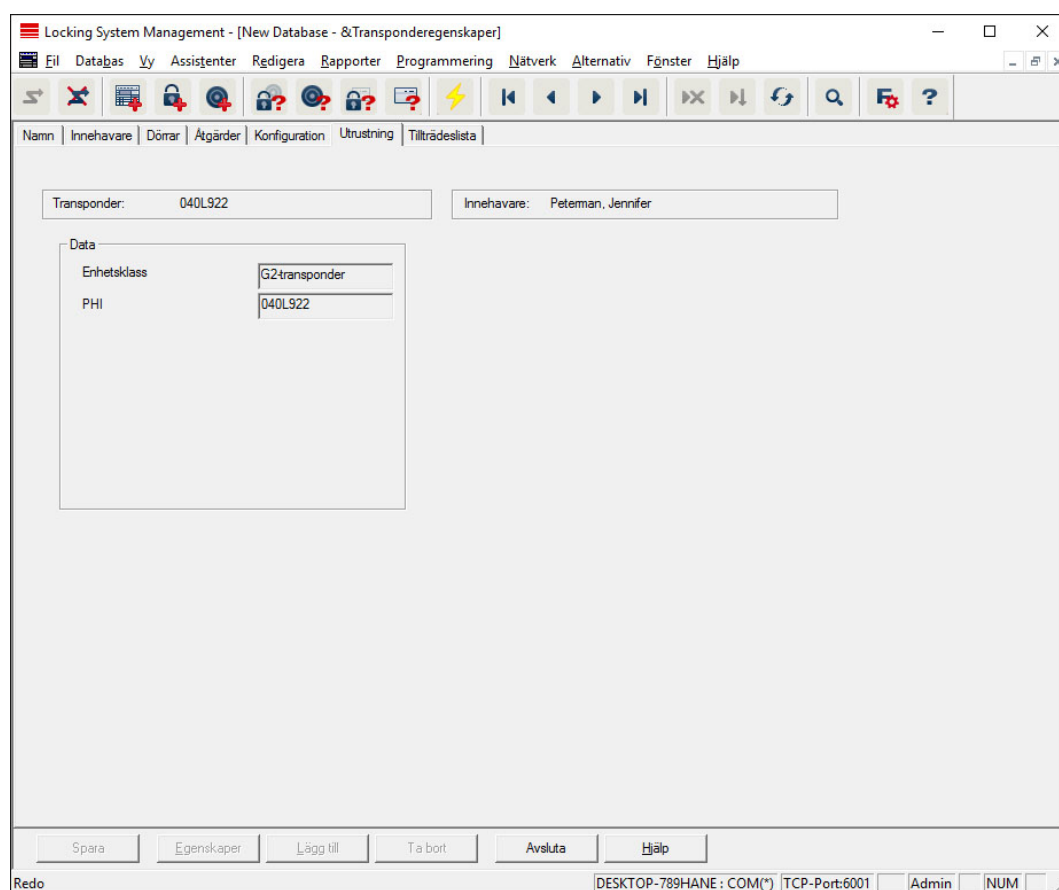 Locking System Management - [New Database - &Transponderegenskaper]
Fil Databas Vy Assistenter Redigera Rapporter Programmering Nätverk Alternativ Fönster Hjälp
Namn Innehavare Dörrar Åtgärder Konfiguration Utrustning Tillträdeslista
Transponder: 040L922 Innehavare: Peterman, Jennifer
Data
Enhetsklass G2-transponder
PHI 040L922
Spara Egenskaper Lägg till Ta bort Avsluta Hjälp
Redo DESKTOP-789HANE : COM(*) TCP-Port:6001 Admin NUM